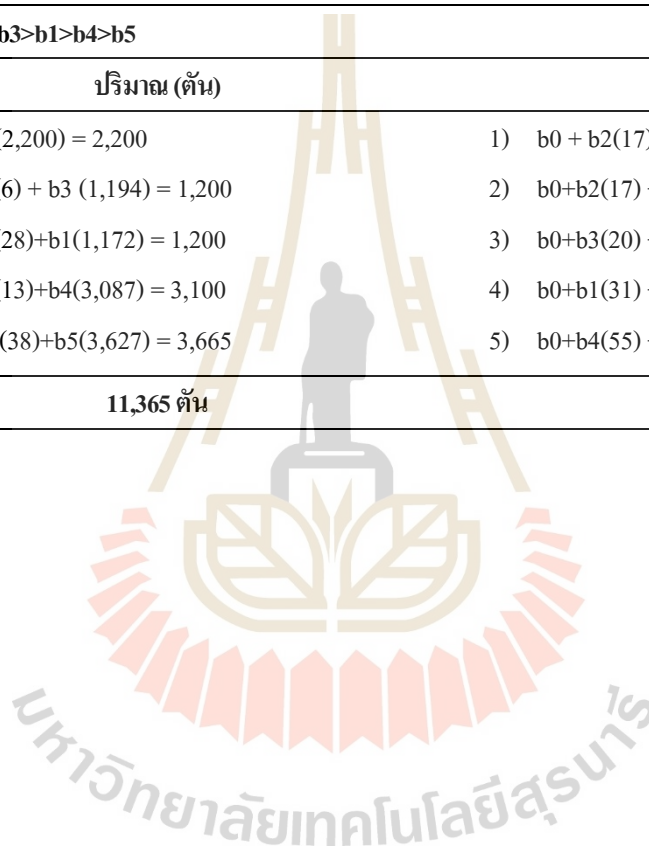 b3>b1>b4>b5
ปริมาณ (ตัน)
(2,200) = 2,200 1) b0 + b2(17)
(6) + b3 (1,194) = 1,200 2) b0+b2(17)
(28)+b1(1,172) = 1,200 3) b0+b3(20)
(13)+b4(3,087) = 3,100 4) b0+b1(31)
(38)+b5(3,627) = 3,665 5) b0+b4(55)
11,365 ตัน
มหาวิทยาลัยเทคโนโลยีสุรนารี